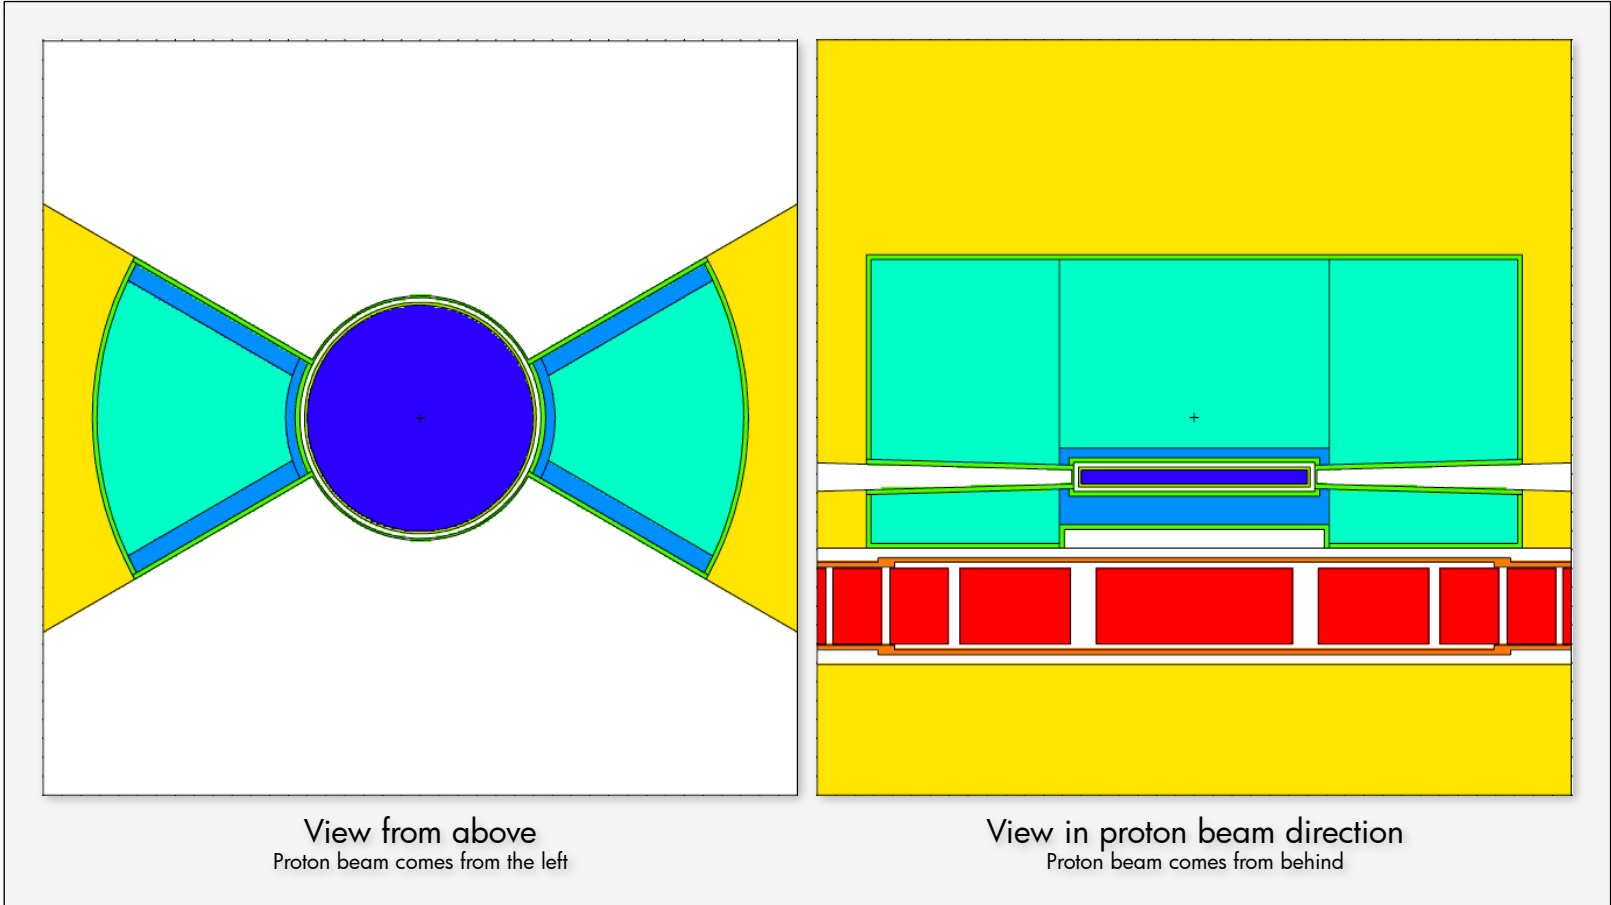 View from above
Proton beam comes from the left
View in proton beam direction
Proton beam comes from behind